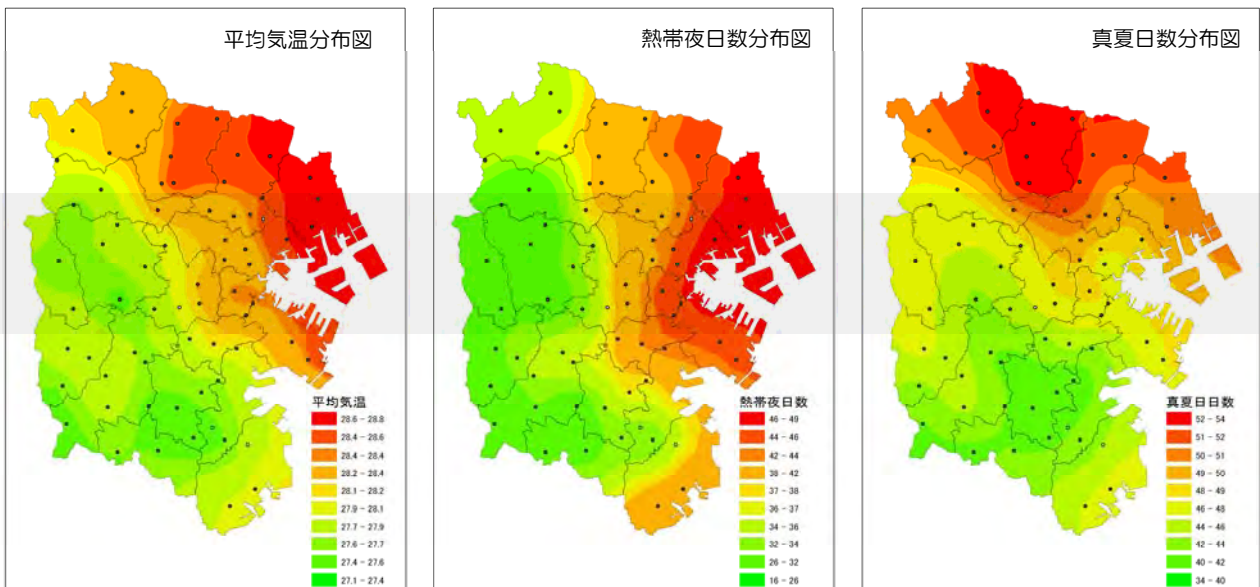 平均気温分布図
平均気温
28.6 - 28.8
28.4 - 28.6
28.4 - 28.4
28.2 - 28.4
28.1 - 28.2
27.9 - 28.1
27.7 - 27.9
27.6 - 27.7
27.4 - 27.6
27.1 - 27.4
熱帯夜日数分布図
熱帯夜日数
46 - 49
44 - 46
42 - 44
38 - 42
37 - 38
36 - 37
34 - 36
32 - 34
26 - 32
16 - 26
真夏日数分布図
真夏日日数
52 - 54
51 - 52
50 - 51
49 - 50
48 - 49
46 - 48
44 - 46
42 - 44
40 - 42
34 - 40